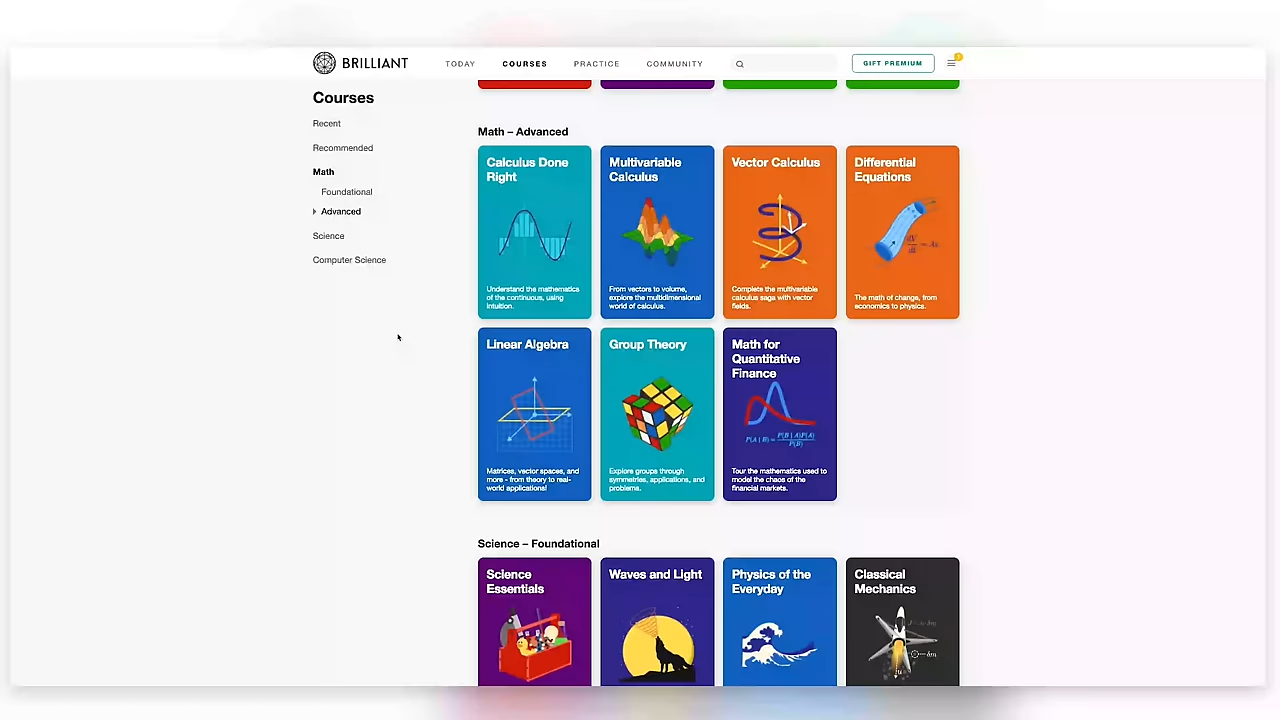 BRILLIANT
TODAY
COURSES
PRACTICE
COMMUNITY
GIFT PREMIUM
Courses
Recent
Recommended
Math
Foundational
Advanced
Science
Computer Science
Math – Advanced
Calculus Done
Right
Understand the mathematics
of the continuous, using
intuition.
Multivariable
Calculus
From vectors to volume,
explore the multidimensional
world of calculus.
Vector Calculus
Complete the multivariable
calculus saga with vector
fields.
Differential
Equations
The math of change, from
economics to physics.
Linear Algebra
Matrices, vector spaces, and
more - from theory to real-
world applications!
Group Theory
Explore groups through
symmetries, applications, and
problems.
Math for
Quantitative
Finance
P(A | B) = P(B | A)P(A)
P(B)
Tour the mathematics used to
model the chaos of the
financial markets.
Science – Foundational
Science
Essentials
Waves and Light
Physics of the
Everyday
Classical
Mechanics